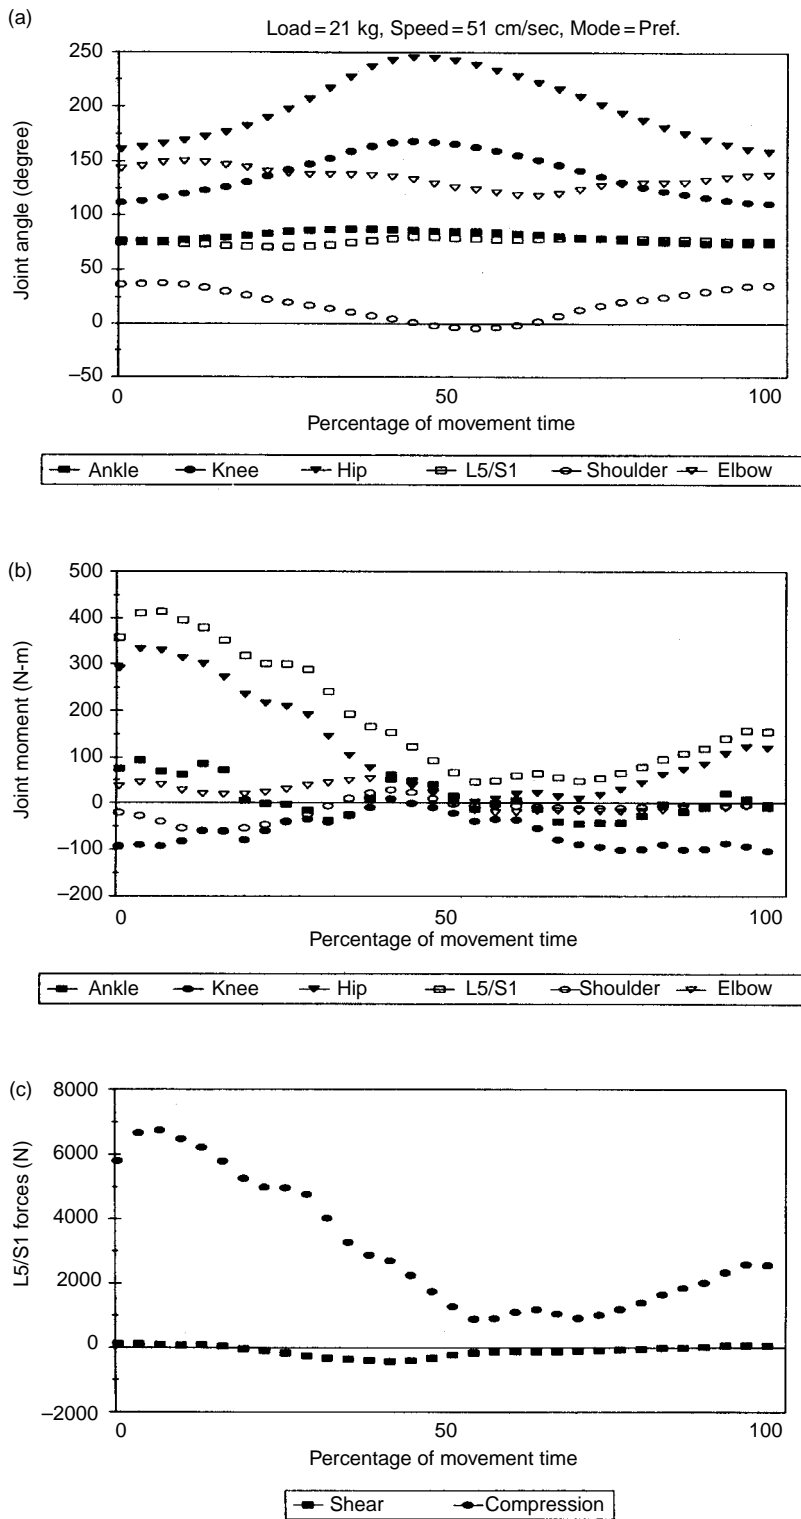 (a)
Load=21 kg, Speed=51 cm/sec, Mode=Pref.
250
200
150
100
50
0
−50
Joint angle (degree)
0 50 100
Percentage of movement time
Ankle Knee Hip L5/S1 Shoulder Elbow
(b)
500
400
300
200
100
0
−100
−200
Joint moment (N-m)
0 50 100
Percentage of movement time
Ankle Knee Hip L5/S1 Shoulder Elbow
(c)
8000
6000
4000
2000
0
−2000
L5/S1 forces (N)
0 50 100
Percentage of movement time
Shear Compression